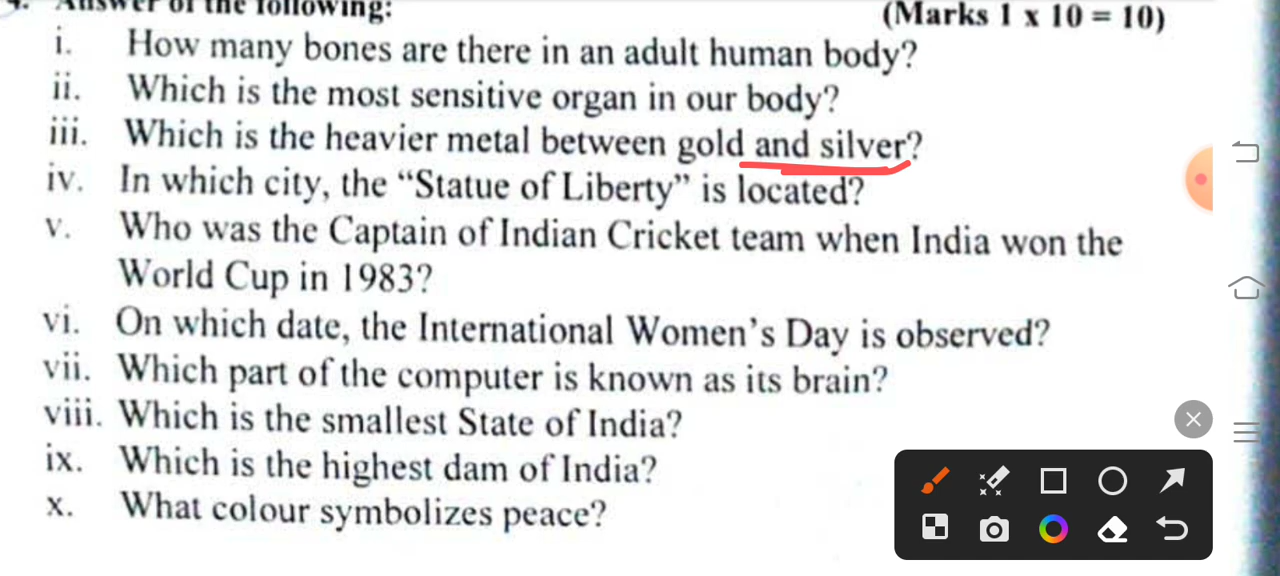 Answer of the following:
(Marks 1 x 10 = 10)
i. How many bones are there in an adult human body?
ii. Which is the most sensitive organ in our body?
iii. Which is the heavier metal between gold and silver?
iv. In which city, the “Statue of Liberty” is located?
v. Who was the Captain of Indian Cricket team when India won the
World Cup in 1983?
vi. On which date, the International Women’s Day is observed?
vii. Which part of the computer is known as its brain?
viii. Which is the smallest State of India?
ix. Which is the highest dam of India?
x. What colour symbolizes peace?